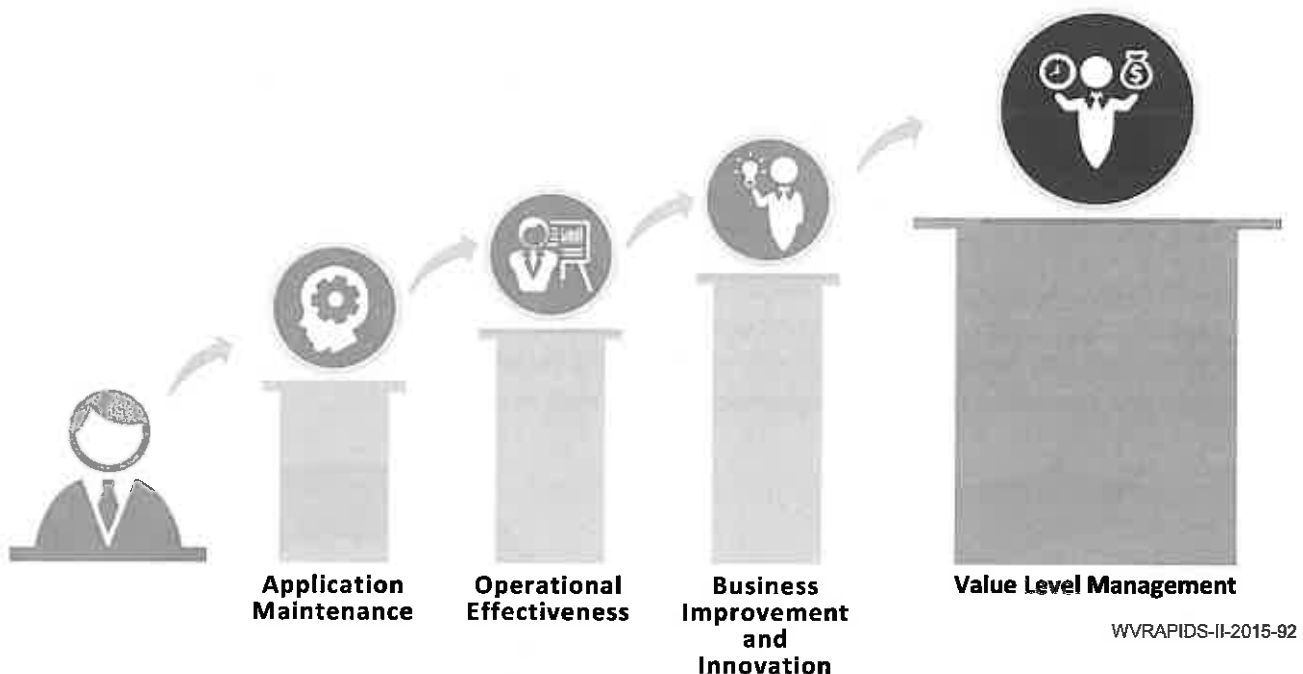 Application
Maintenance
Operational
Effectiveness
Business
Improvement
and
Innovation
Value Level Management
$
WVRAPIDS-II-2015-92